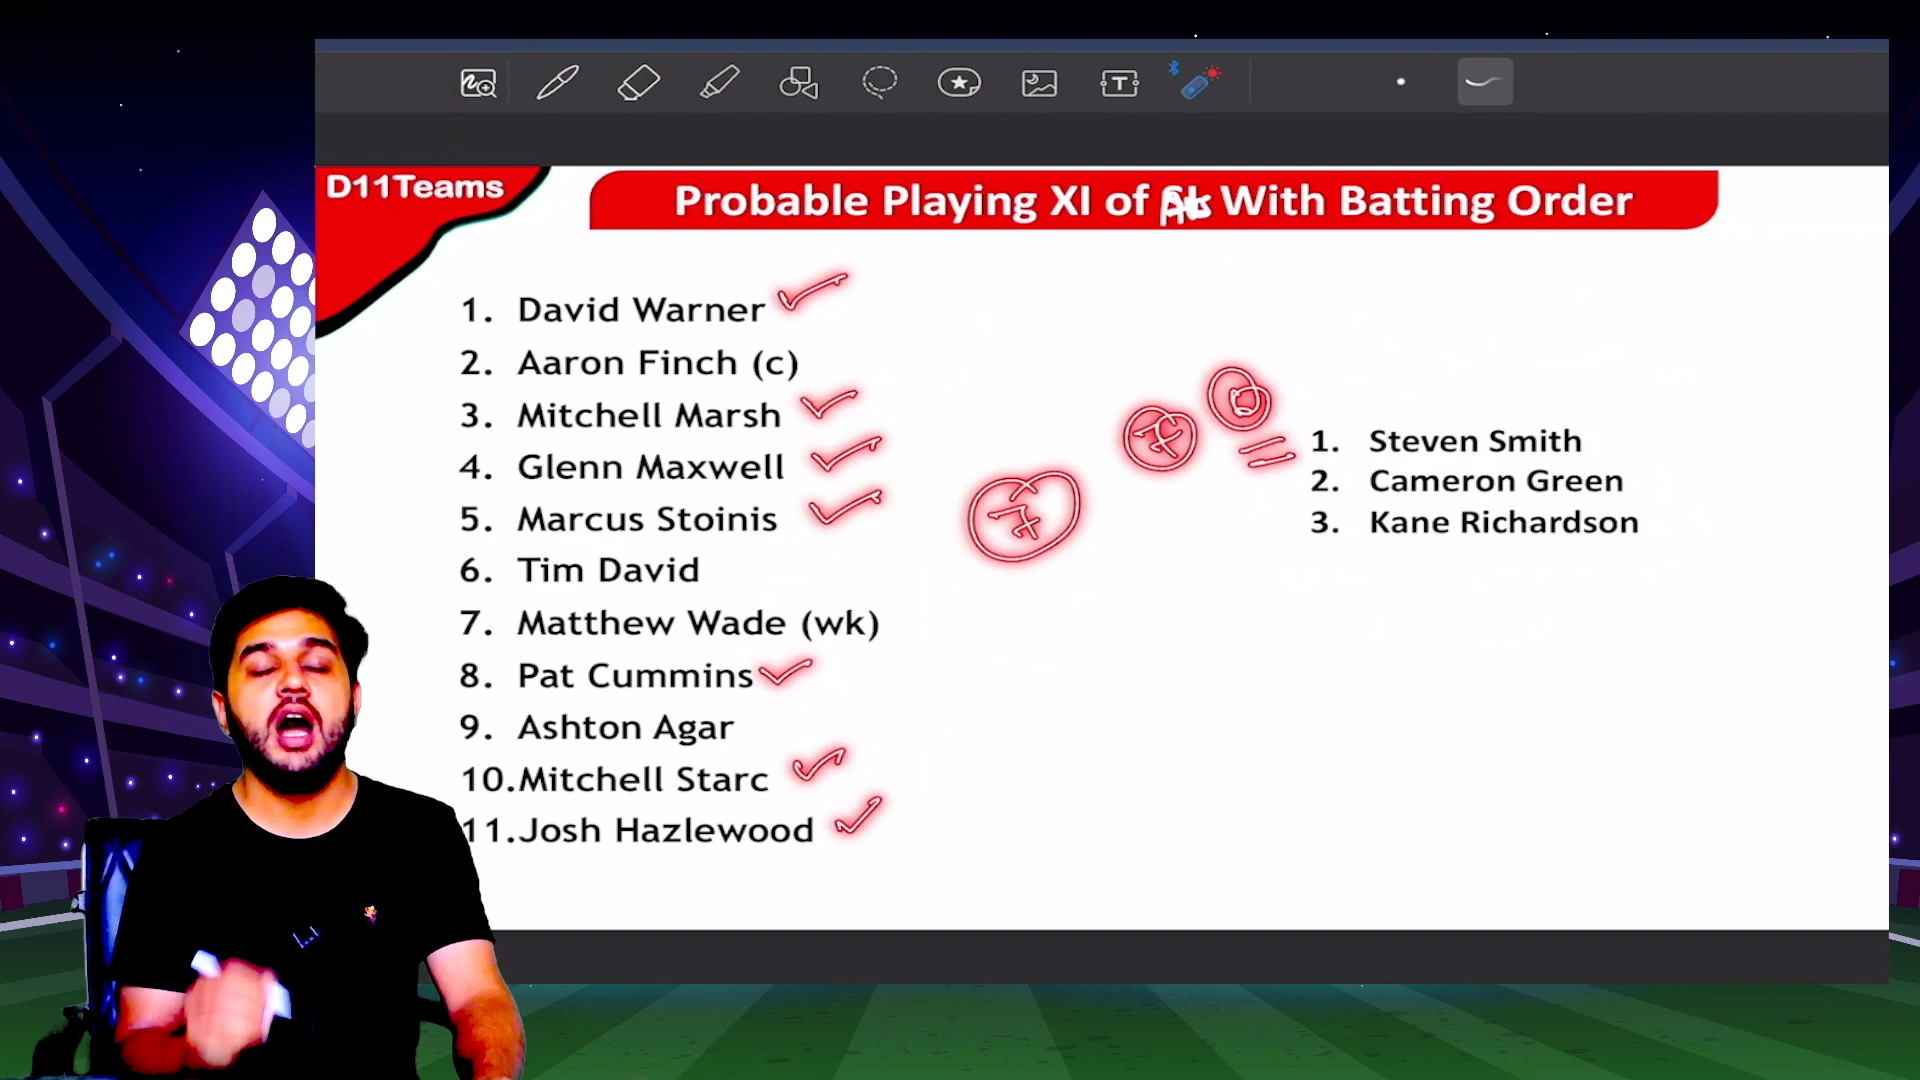 D11Teams
Probable Playing XI of Aus With Batting Order
1. David Warner
2. Aaron Finch (c)
3. Mitchell Marsh
4. Glenn Maxwell
5. Marcus Stoinis
6. Tim David
7. Matthew Wade (wk)
8. Pat Cummins
9. Ashton Agar
10.Mitchell Starc
11.Josh Hazlewood
7
1. Steven Smith
2. Cameron Green
3. Kane Richardson